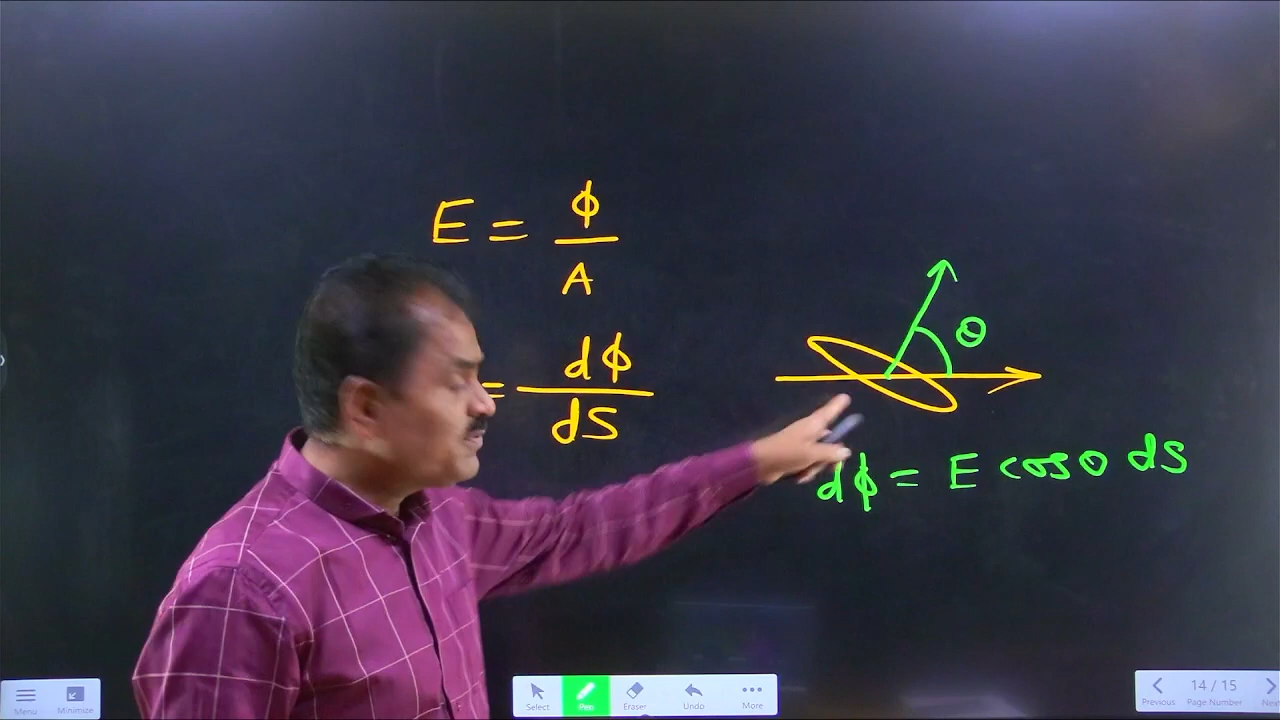 E = ϕ / A
= dϕ / dS
θ
dϕ = E cosθ ds
Menu
Minimize
Select
Pen
Eraser
Undo
More
Previous
14 / 15
Page Number